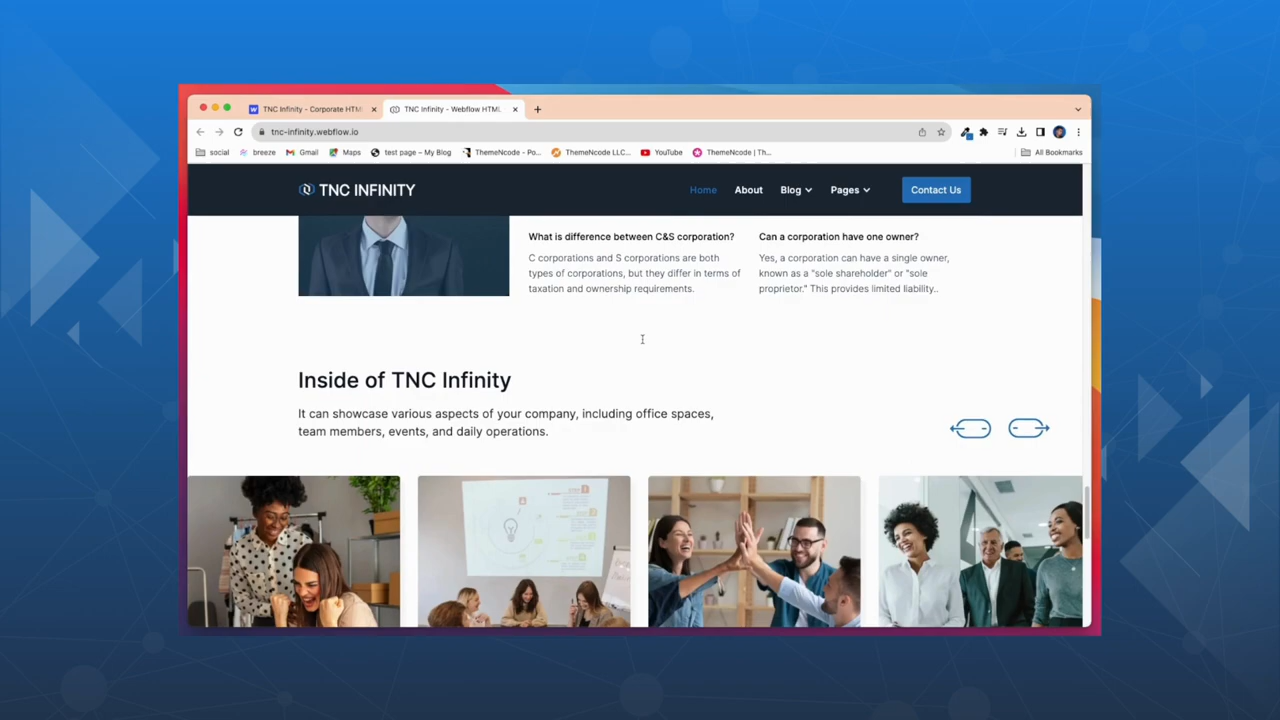 TNC Infinity - Corporate HTM
TNC Infinity - Webflow HTML
tnc-infinity.webflow.io
social
breeze
Gmail
Maps
test page – My Blog
ThemeNcode - Po...
ThemeNcode LLC...
YouTube
ThemeNcode | Th...
All Bookmarks
TNC INFINITY
Home
About
Blog
Pages
Contact Us
What is difference between C&S corporation?
C corporations and S corporations are both
types of corporations, but they differ in terms of
taxation and ownership requirements.
Can a corporation have one owner?
Yes, a corporation can have a single owner,
known as a "sole shareholder" or "sole
proprietor." This provides limited liability..
Inside of TNC Infinity
It can showcase various aspects of your company, including office spaces,
team members, events, and daily operations.